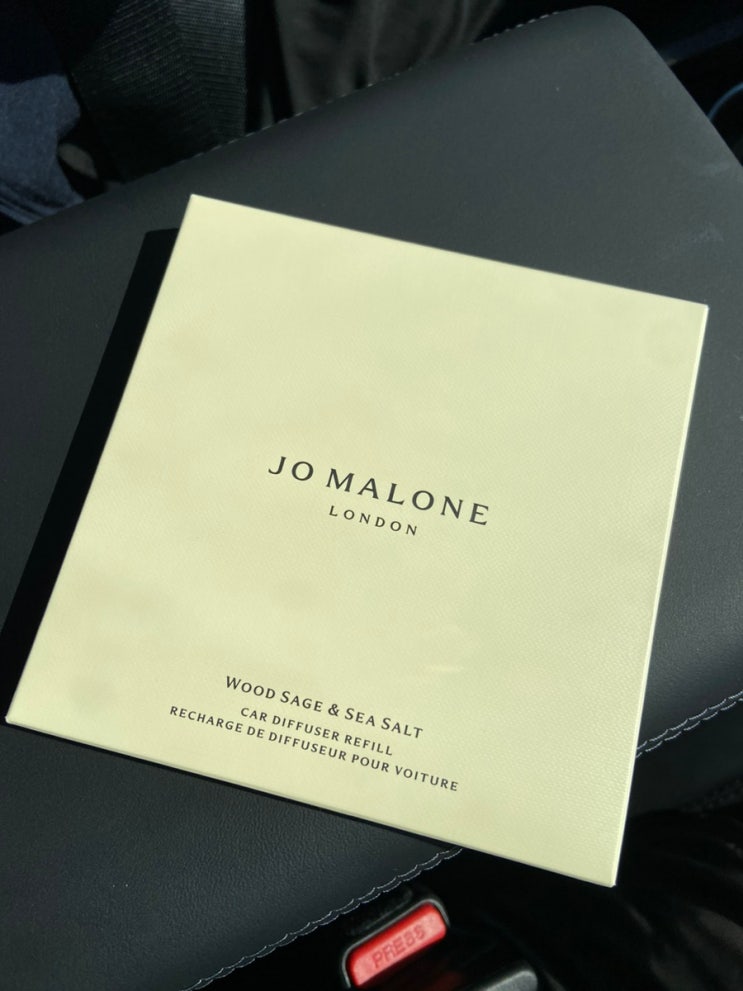 JO MALONE
LONDON
WOOD SAGE & SEA SALT
CAR DIFFUSER REFILL
RECHARGE DE DIFFUSEUR POUR VOITURE
PRESS